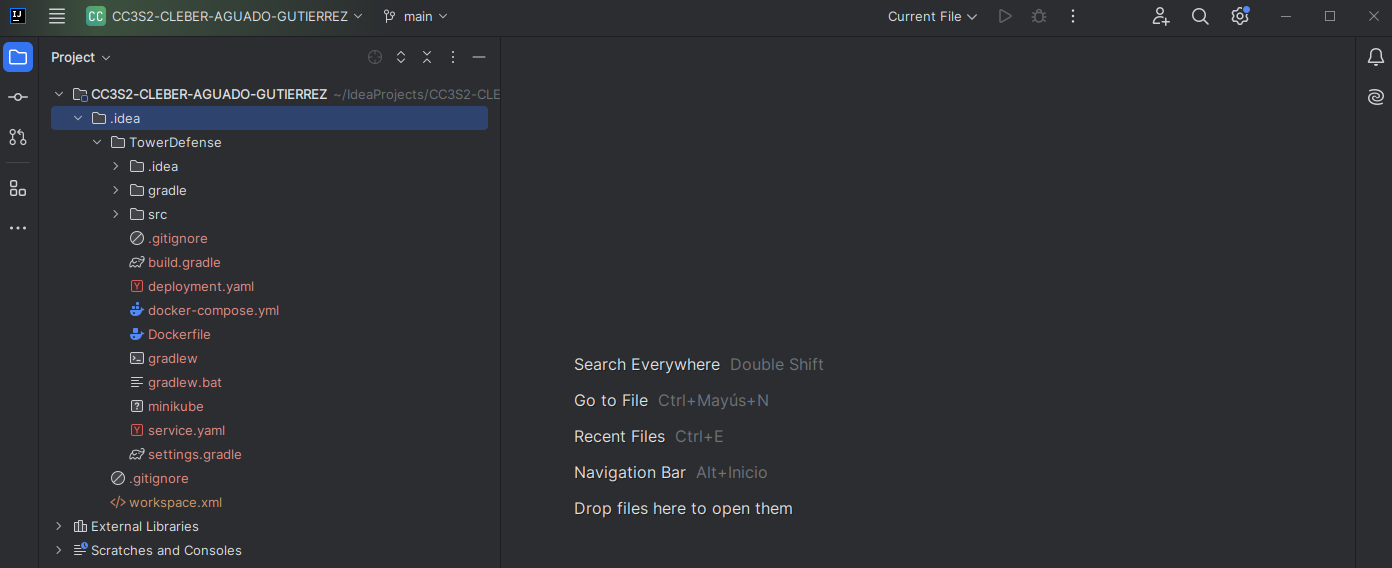 IJ
CC CC3S2-CLEBER-AGUADO-GUTIERREZ main Current File
Project
CC3S2-CLEBER-AGUADO-GUTIERREZ ~/IdeaProjects/CC3S2-CLE
.idea
TowerDefense
.idea
gradle
src
.gitignore
build.gradle
Y deployment.yaml
docker-compose.yml
Dockerfile
gradlew
gradlew.bat
? minikube
Y service.yaml
settings.gradle
.gitignore
</> workspace.xml
External Libraries
Scratches and Consoles
Search Everywhere Double Shift
Go to File Ctrl+Mayús+N
Recent Files Ctrl+E
Navigation Bar Alt+Inicio
Drop files here to open them